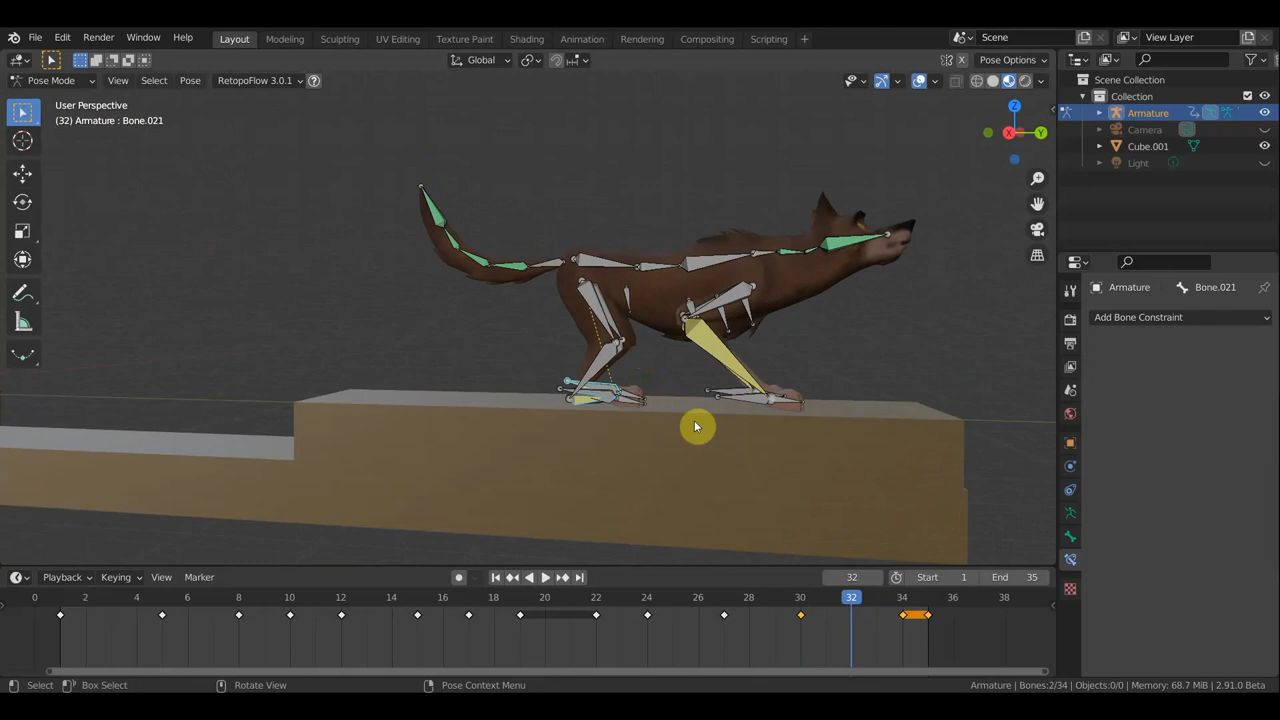 File Edit Render Window Help Layout Modeling Sculpting UV Editing Texture Paint Shading Animation Rendering Compositing Scripting + Scene View Layer
Global Pose Options
Pose Mode View Select Pose RetopoFlow 3.0.1
Scene Collection
Collection
Armature
Camera
Cube.001
Light
User Perspective
(32) Armature : Bone.021
Z
X
Y
Armature Bone.021
Add Bone Constraint
Playback Keying View Marker 32 Start 1 End 35
0 2 4 6 8 10 12 14 16 18 20 22 24 26 28 30 32 34 36 38
Select Box Select Rotate View Pose Context Menu Armature | Bones:2/34 | Objects:0/0 | Memory: 68.7 MiB | 2.91.0 Beta